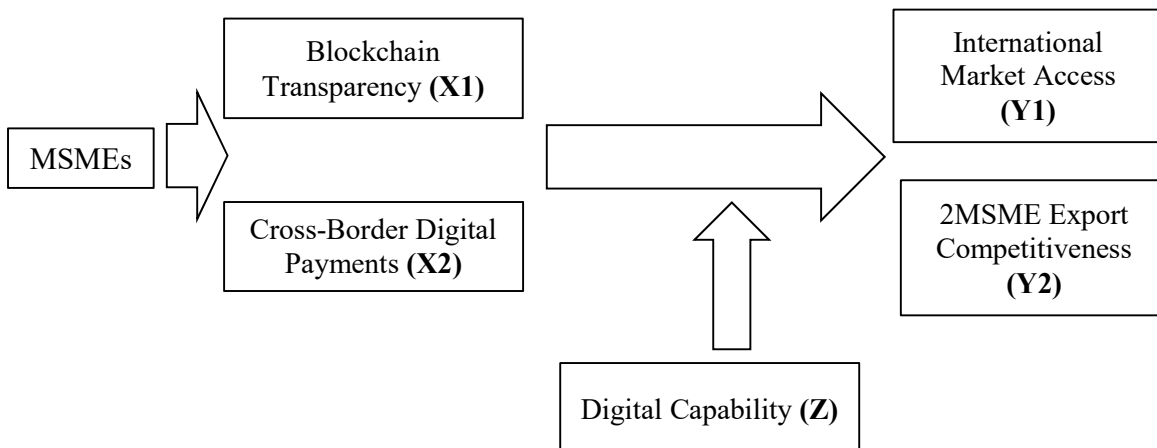 MSMEs
Blockchain
Transparency (X1)
Cross-Border Digital
Payments (X2)
International
Market Access
(Y1)
2MSME Export
Competitiveness
(Y2)
Digital Capability (Z)